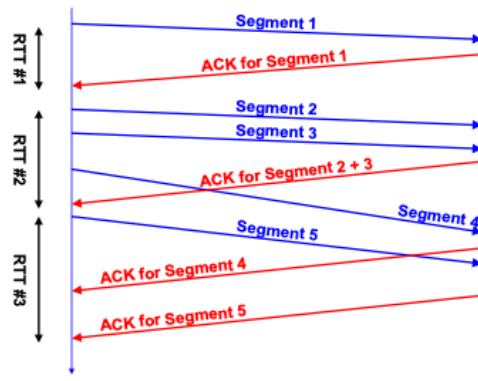 RTT #1
Segment 1
ACK for Segment 1
RTT #2
Segment 2
Segment 3
ACK for Segment 2 + 3
Segment 4
RTT #3
Segment 5
ACK for Segment 4
ACK for Segment 5